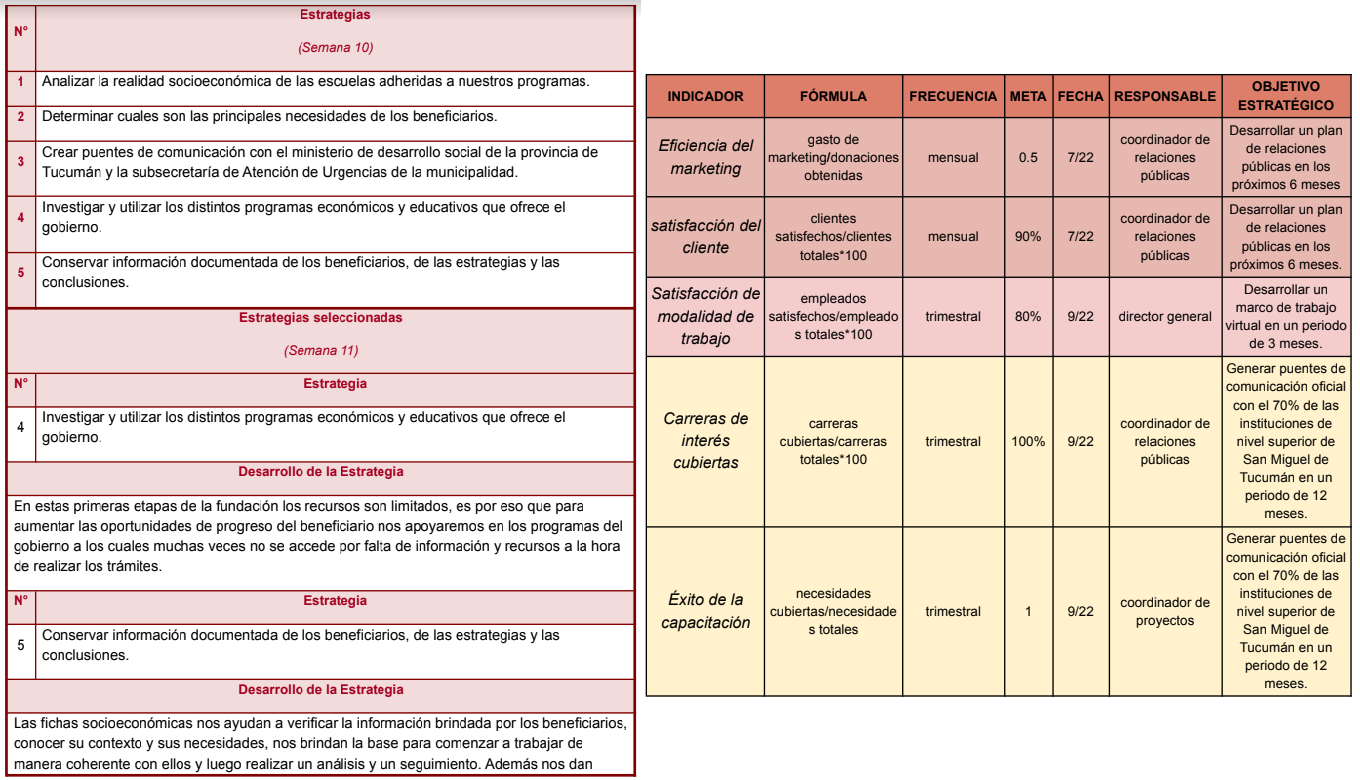 N°
Estrategias
(Semana 10)
1 Analizar la realidad socioeconómica de las escuelas adheridas a nuestros programas.
2 Determinar cuales son las principales necesidades de los beneficiarios.
3 Crear puentes de comunicación con el ministerio de desarrollo social de la provincia de
Tucumán y la subsecretaría de Atención de Urgencias de la municipalidad.
4 Investigar y utilizar los distintos programas económicos y educativos que ofrece el
gobierno.
5 Conservar información documentada de los beneficiarios, de las estrategias y las
conclusiones.
Estrategias seleccionadas
(Semana 11)
N° Estrategia
4 Investigar y utilizar los distintos programas económicos y educativos que ofrece el
gobierno.
Desarrollo de la Estrategia
En estas primeras etapas de la fundación los recursos son limitados, es por eso que para
aumentar las oportunidades de progreso del beneficiario nos apoyaremos en los programas del
gobierno a los cuales muchas veces no se accede por falta de información y recursos a la hora
de realizar los trámites.
N° Estrategia
5 Conservar información documentada de los beneficiarios, de las estrategias y las
conclusiones.
Desarrollo de la Estrategia
Las fichas socioeconómicas nos ayudan a verificar la información brindada por los beneficiarios,
conocer su contexto y sus necesidades, nos brindan la base para comenzar a trabajar de
manera coherente con ellos y luego realizar un análisis y un seguimiento. Además nos dan
INDICADOR
FÓRMULA
FRECUENCIA
META
FECHA
RESPONSABLE
OBJETIVO
ESTRATÉGICO
Eficiencia del
marketing
gasto de
marketing/donaciones
obtenidas
mensual
0.5
7/22
coordinador de
relaciones
públicas
Desarrollar un plan
de relaciones
públicas en los
próximos 6 meses
satisfacción del
cliente
clientes
satisfechos/clientes
totales*100
mensual
90%
7/22
coordinador de
relaciones
públicas
Desarrollar un plan
de relaciones
públicas en los
próximos 6 meses.
Satisfacción de
modalidad de
trabajo
empleados
satisfechos/empleado
s totales*100
trimestral
80%
9/22
director general
Desarrollar un
marco de trabajo
virtual en un periodo
de 3 meses.
Carreras de
interés
cubiertas
carreras
cubiertas/carreras
totales*100
trimestral
100%
9/22
coordinador de
relaciones
públicas
Generar puentes de
comunicación oficial
con el 70% de las
instituciones de
nivel superior de
San Miguel de
Tucumán en un
periodo de 12
meses.
Éxito de la
capacitación
necesidades
cubiertas/necesidade
s totales
trimestral
1
9/22
coordinador de
proyectos
Generar puentes de
comunicación oficial
con el 70% de las
instituciones de
nivel superior de
San Miguel de
Tucumán en un
periodo de 12
meses.